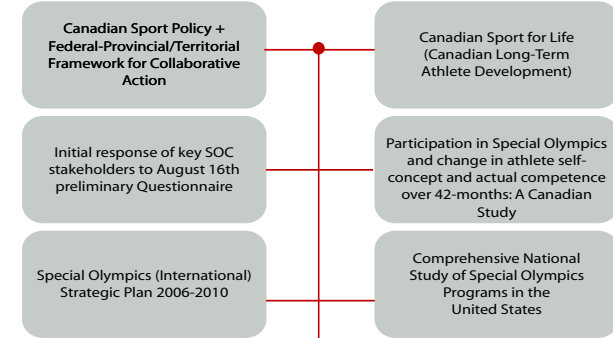 Canadian Sport Policy +
Federal-Provincial/Territorial
Framework for Collaborative
Action
Canadian Sport for Life
(Canadian Long-Term
Athlete Development)
Initial response of key SOC
stakeholders to August 16th
preliminary Questionnaire
Participation in Special Olympics
and change in athlete self-
concept and actual competence
over 42-months: A Canadian
Study
Special Olympics (International)
Strategic Plan 2006-2010
Comprehensive National
Study of Special Olympics
Programs in the
United States